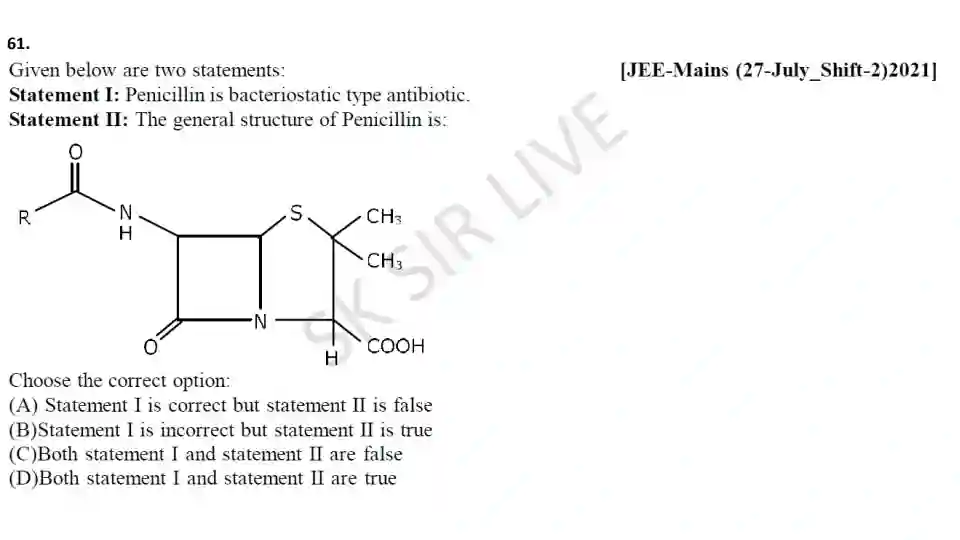 61.
Given below are two statements: [JEE-Mains (27-July_Shift-2)2021]
Statement I: Penicillin is bacteriostatic type antibiotic.
Statement II: The general structure of Penicillin is:
O
R
N
H
S
CH₃
CH₃
O
N
H
COOH
SK SIR LIVE
Choose the correct option:
(A) Statement I is correct but statement II is false
(B)Statement I is incorrect but statement II is true
(C)Both statement I and statement II are false
(D)Both statement I and statement II are true